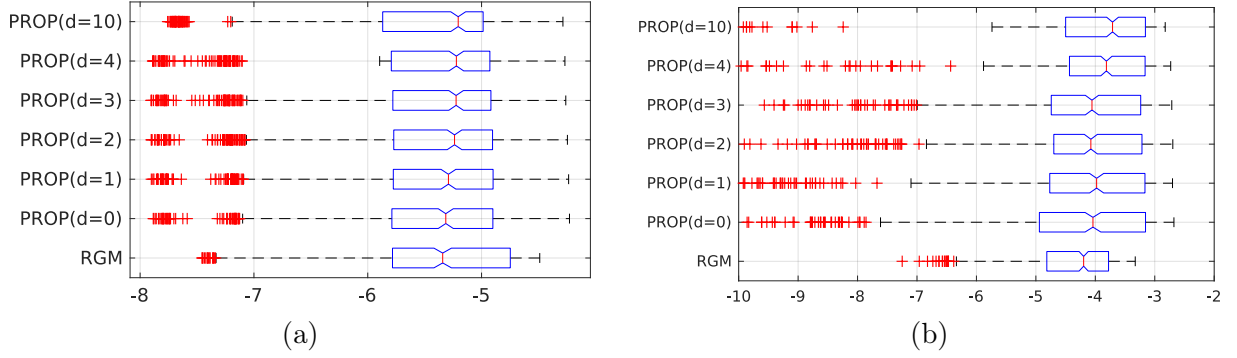 PROP(d=10)
PROP(d=4)
PROP(d=3)
PROP(d=2)
PROP(d=1)
PROP(d=0)
RGM
-8 -7 -6 -5
(a)
PROP(d=10)
PROP(d=4)
PROP(d=3)
PROP(d=2)
PROP(d=1)
PROP(d=0)
RGM
-10 -9 -8 -7 -6 -5 -4 -3 -2
(b)